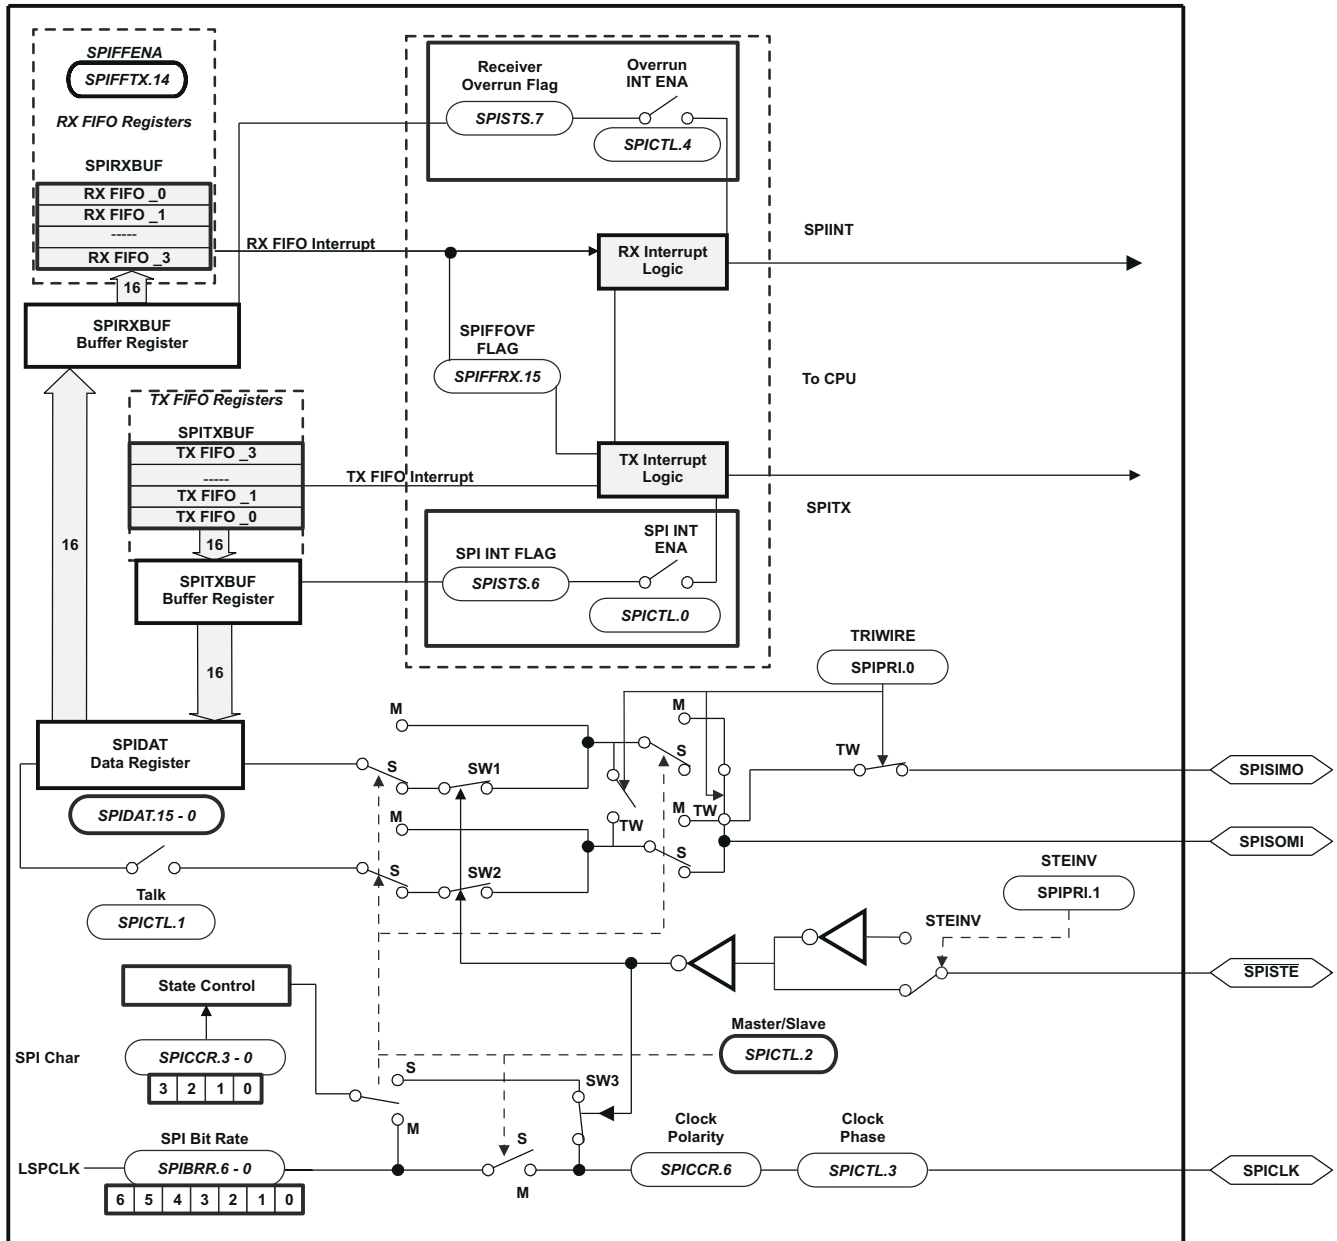 SPIFFENA
SPIFFTX.14
RX FIFO Registers
SPIRXBUF
RX FIFO _0
RX FIFO _1
-----
RX FIFO _3
16
SPIRXBUF
Buffer Register
Receiver
Overrun Flag
SPISTS.7
Overrun
INT ENA
SPICTL.4
RX FIFO Interrupt
RX Interrupt
Logic
SPIINT
SPIFFOVF
FLAG
SPIFFRX.15
To CPU
TX FIFO Registers
SPITXBUF
TX FIFO _3
-----
TX FIFO _1
TX FIFO _0
TX FIFO Interrupt
TX Interrupt
Logic
SPITX
16
16
SPITXBUF
Buffer Register
SPI INT FLAG
SPISTS.6
SPI INT
ENA
SPICTL.0
16
TRIWIRE
SPIPRI.0
SPIDAT
Data Register
SPIDAT.15 - 0
M
S
SW1
M
S
SW2
M
S
TW
M
TW
S
TW
SPISIMO
SPISOMI
Talk
SPICTL.1
STEINV
SPIPRI.1
STEINV
SPISTE
State Control
SPI Char
SPICCR.3 - 0
3 2 1 0
Master/Slave
SPICTL.2
S
M
SW3
S
M
SPI Bit Rate
LSPCLK
SPIBRR.6 - 0
6 5 4 3 2 1 0
Clock
Polarity
SPICCR.6
Clock
Phase
SPICTL.3
SPICLK